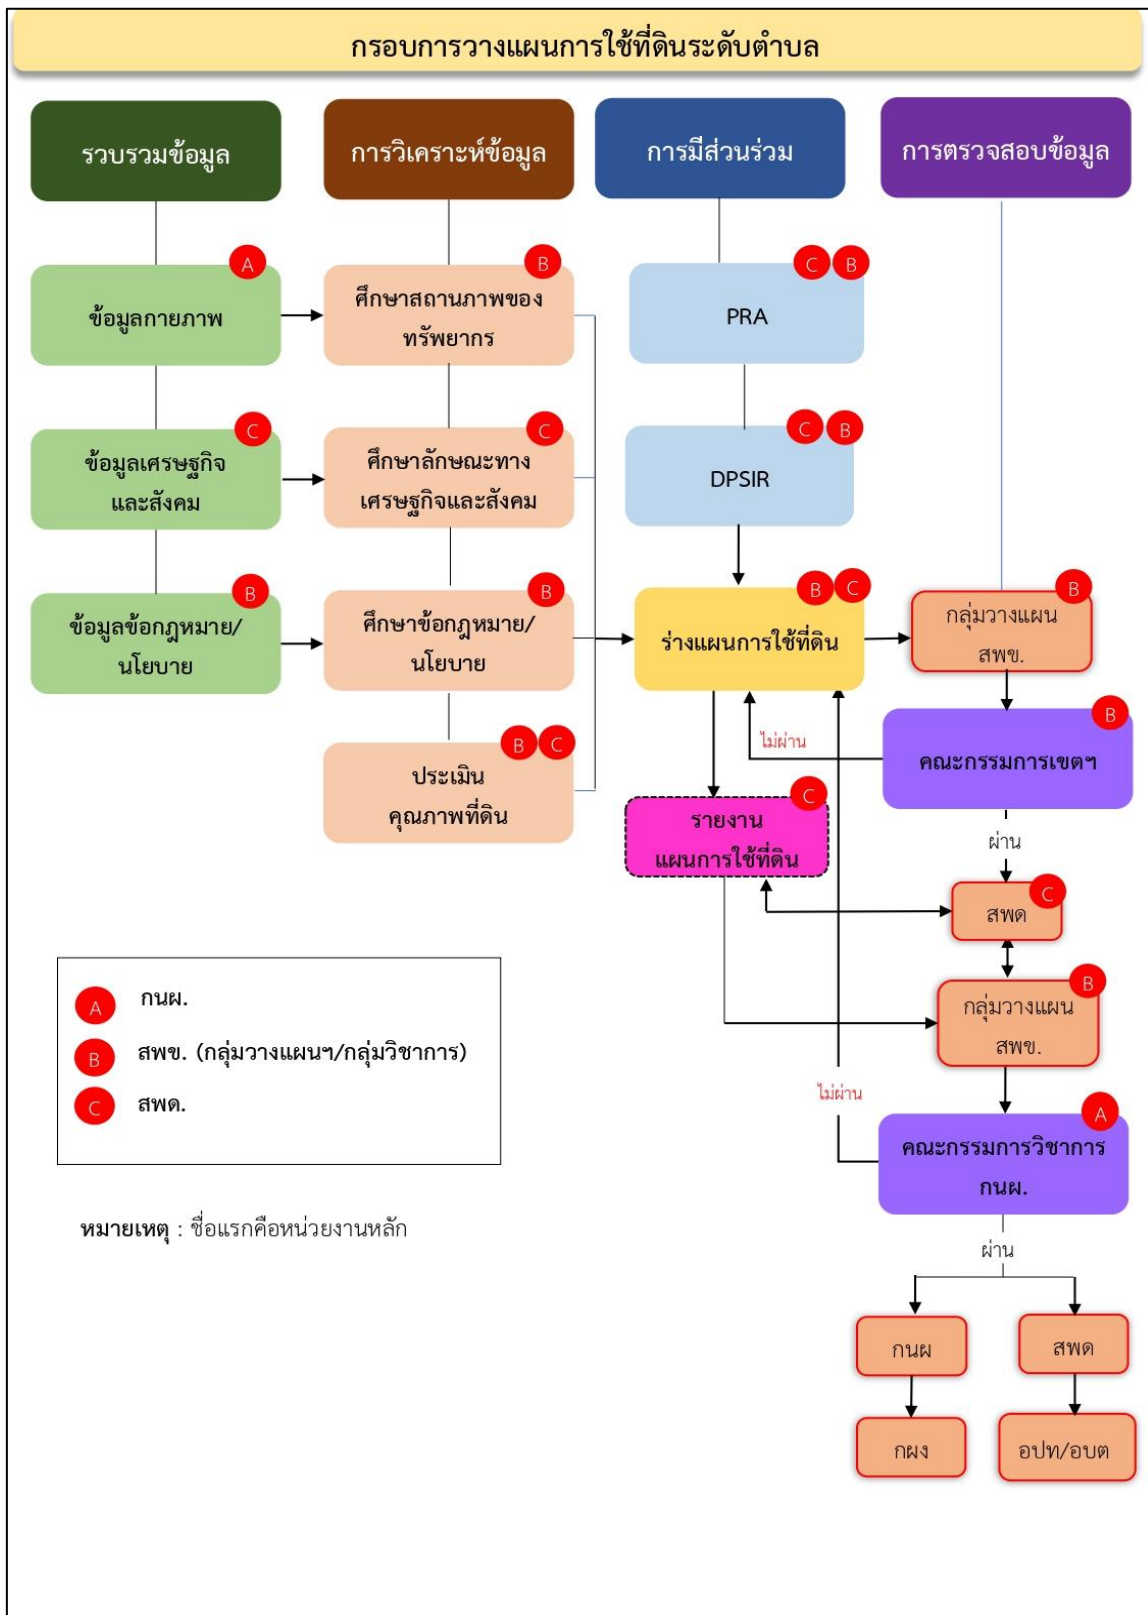 กรอบการวางแผนการใช้ที่ดินระดับตำบล
รวบรวมข้อมูล
การวิเคราะห์ข้อมูล
การมีส่วนร่วม
การตรวจสอบข้อมูล
A
ข้อมูลกายภาพ
B
ศึกษาสถานภาพของ
ทรัพยากร
C B
PRA
C
ข้อมูลเศรษฐกิจ
และสังคม
C
ศึกษาลักษณะทาง
เศรษฐกิจและสังคม
C B
DPSIR
B
ข้อมูลข้อกฎหมาย/
นโยบาย
B
ศึกษาข้อกฎหมาย/
นโยบาย
B C
ร่างแผนการใช้ที่ดิน
B
กลุ่มวางแผน
สพข.
B C
ประเมิน
คุณภาพที่ดิน
ไม่ผ่าน
B
คณะกรรมการเขตฯ
C
รายงาน
แผนการใช้ที่ดิน
ผ่าน
C
สพด
B
กลุ่มวางแผน
สพข.
A กนผ.
B สพข. (กลุ่มวางแผนฯ/กลุ่มวิชาการ)
C สพด.
ไม่ผ่าน
A
คณะกรรมการวิชาการ
กนผ.
หมายเหตุ : ชื่อแรกคือหน่วยงานหลัก
ผ่าน
กนผ
สพด
กผง
อปท/อบต